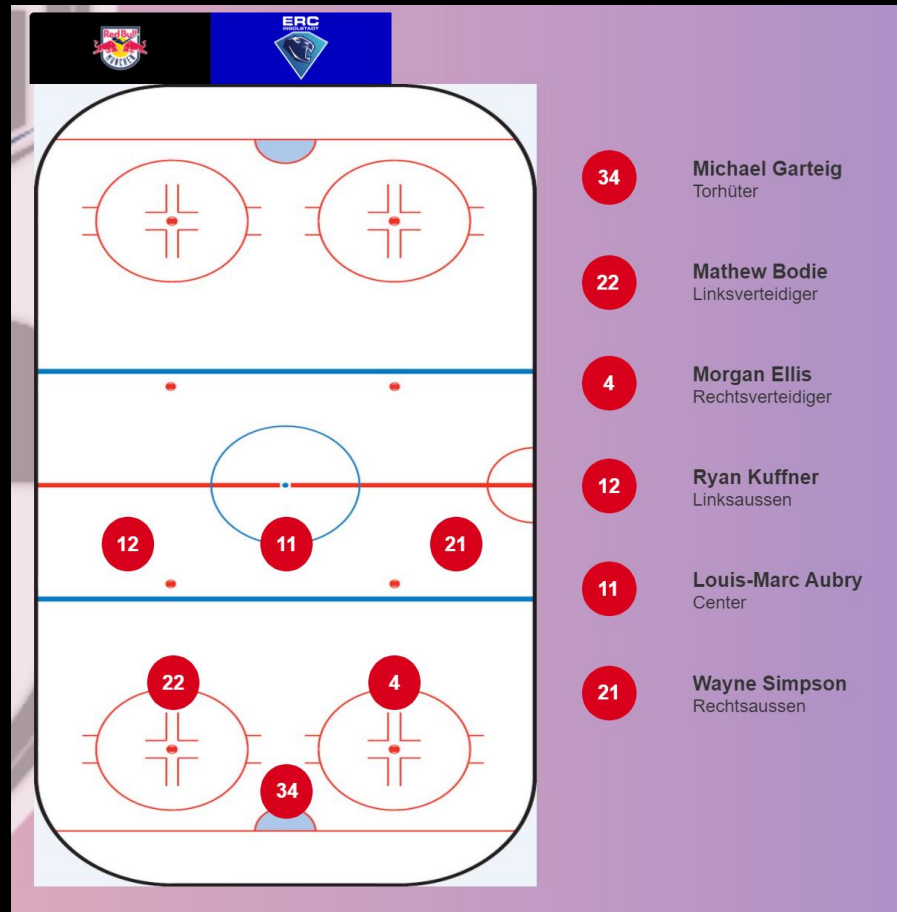 Red Bull
MÜNCHEN
ERC
INGOLSTADT
34
Michael Garteig
Torhüter
22
Mathew Bodie
Linksverteidiger
4
Morgan Ellis
Rechtsverteidiger
12
Ryan Kuffner
Linksaussen
11
Louis-Marc Aubry
Center
21
Wayne Simpson
Rechtsaussen
12
11
21
22
4
34